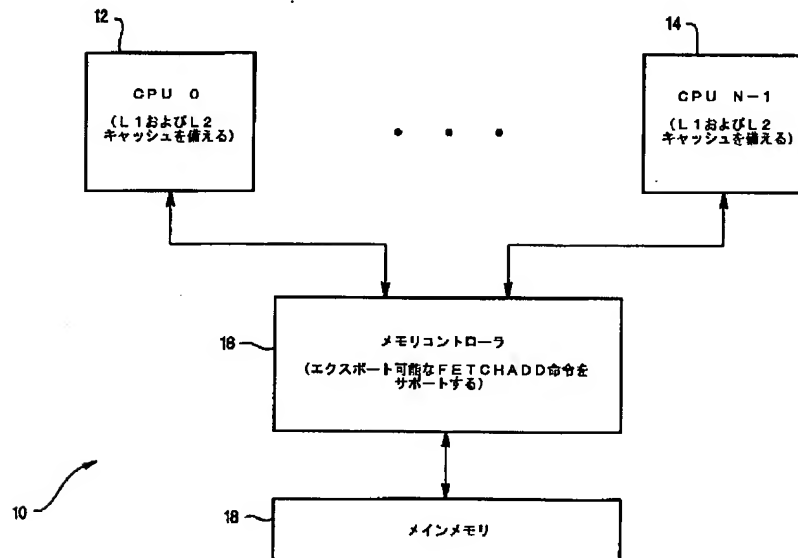 12
14
CPU 0
(L1およびL2
キャッシュを備える)
CPU N-1
(L1およびL2
キャッシュを備える)
18
メモリコントローラ
(エクスポート可能なFETCHADD命令を
サポートする)
10
18
メインメモリ